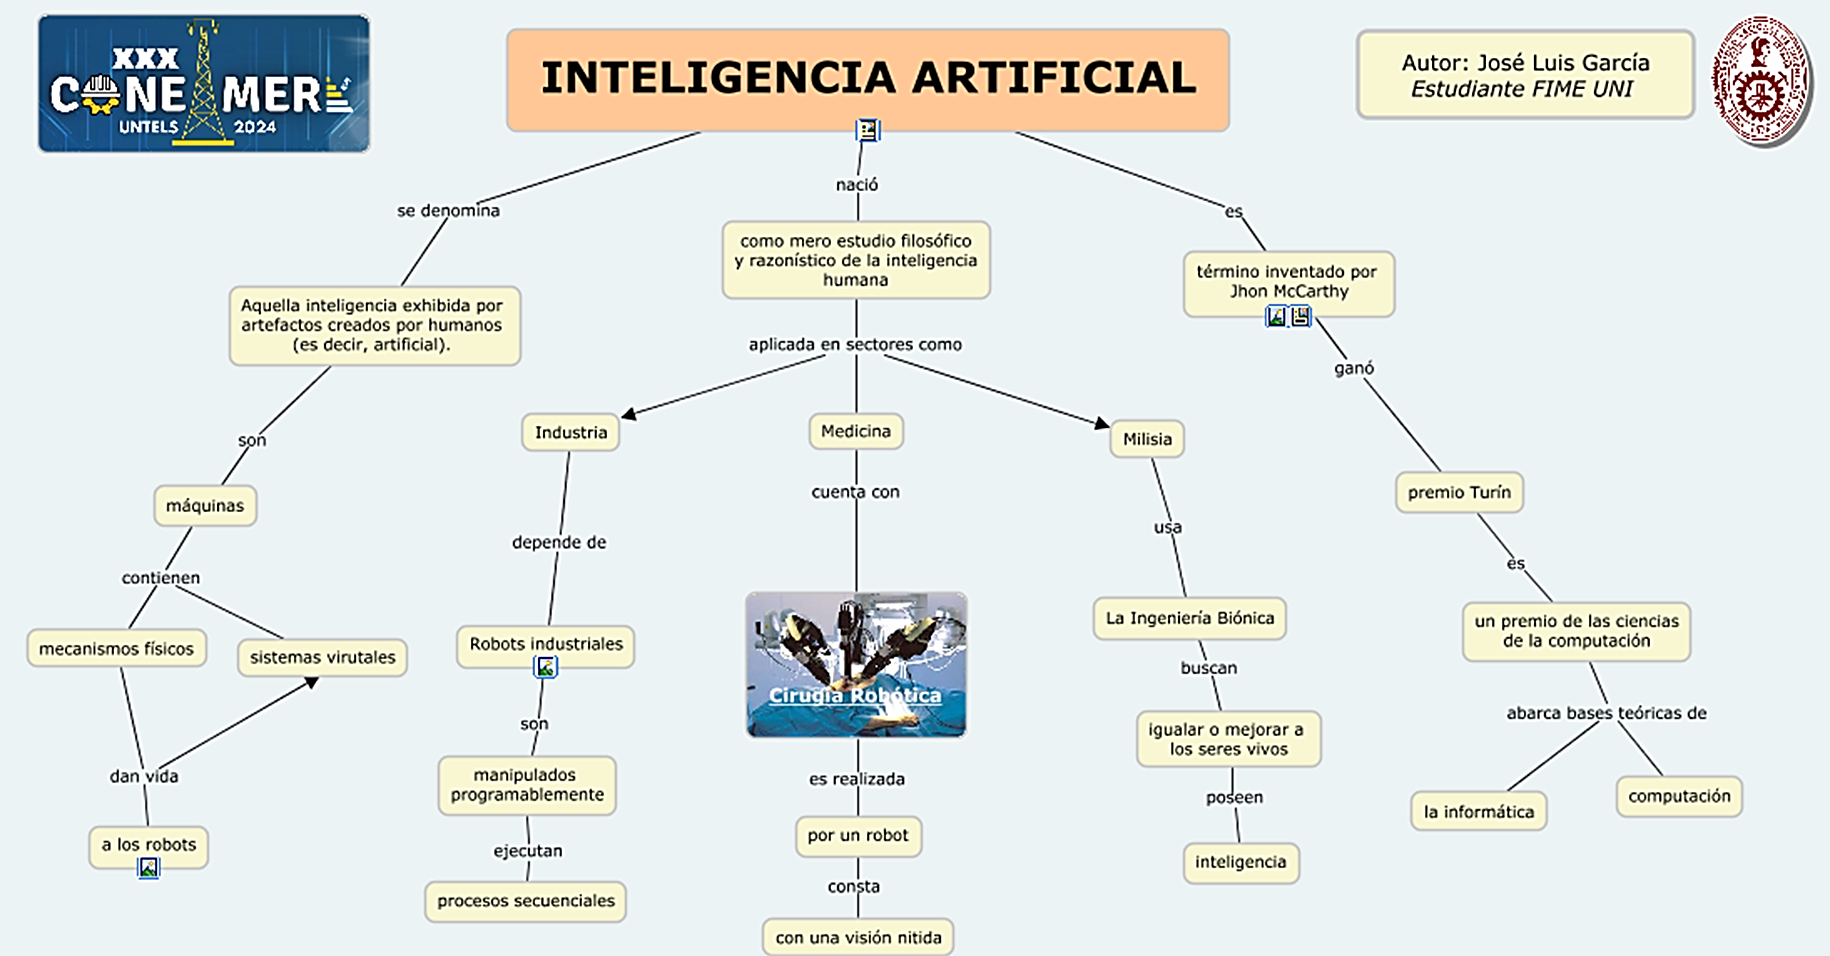 XXX
CONEIMERE
UNTELS 2024
INTELIGENCIA ARTIFICIAL
Autor: José Luis García
Estudiante FIME UNI
se denomina
nació
es
Aquella inteligencia exhibida por
artefactos creados por humanos
(es decir, artificial).
como mero estudio filosófico
y razonístico de la inteligencia
humana
término inventado por
Jhon McCarthy
aplicada en sectores como
ganó
son
Industria
Medicina
Milisia
máquinas
cuenta con
premio Turín
contienen
depende de
usa
es
mecanismos físicos
sistemas virutales
Robots industriales
Cirugía Robótica
La Ingeniería Biónica
un premio de las ciencias
de la computación
buscan
son
igualar o mejorar a
los seres vivos
abarca bases teóricas de
dan vida
manipulados
programablemente
es realizada
poseen
la informática
computación
a los robots
ejecutan
por un robot
inteligencia
procesos secuenciales
consta
con una visión nitida